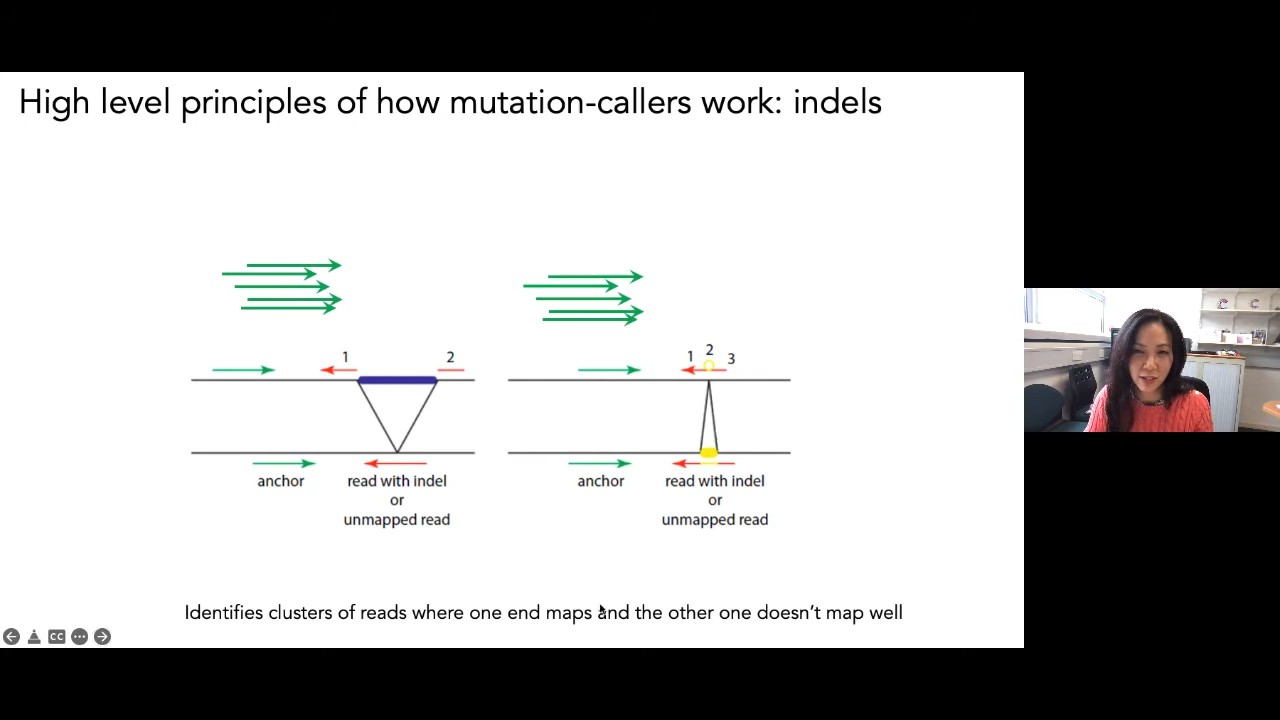 High level principles of how mutation-callers work: indels
1
2
1
2
3
anchor
read with indel
or
unmapped read
anchor
read with indel
or
unmapped read
Identifies clusters of reads where one end maps and the other one doesn't map well
CC